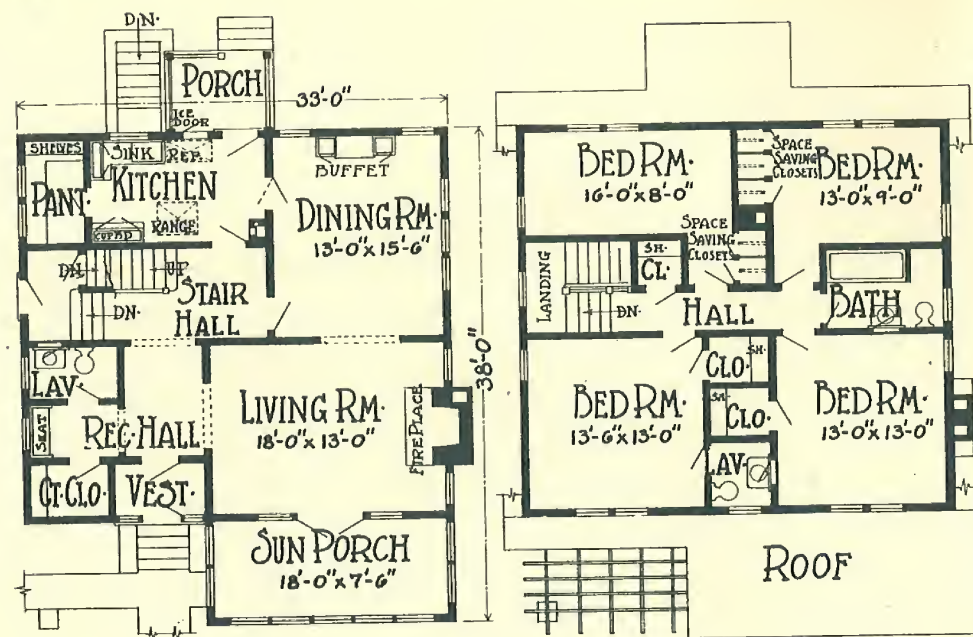 DN.
PORCH
33'-0"
ICE DOOR
SHELVES
SINK
REF.
KITCHEN
PANT.
CUPBD
RANGE
BUFFET
DINING RM.
13'-0" x 15'-6"
DN.
UP
STAIR
HALL
DN.
38'-0"
LAV.
SEAT
REC. HALL
LIVING RM.
18'-0" x 13'-0"
FIREPLACE
CT. CLO.
VEST.
SUN PORCH
18'-0" x 7'-6"
BED RM.
16'-0" x 8'-0"
SPACE
SAVING
CLOSETS
BED RM.
13'-0" x 9'-0"
SPACE
SAVING
CLOSETS
SH.
CL.
LANDING
DN.
HALL
BATH
BED RM.
13'-6" x 13'-0"
CLO.
SH.
SH.
CLO.
BED RM.
13'-0" x 13'-0"
LAV.
ROOF